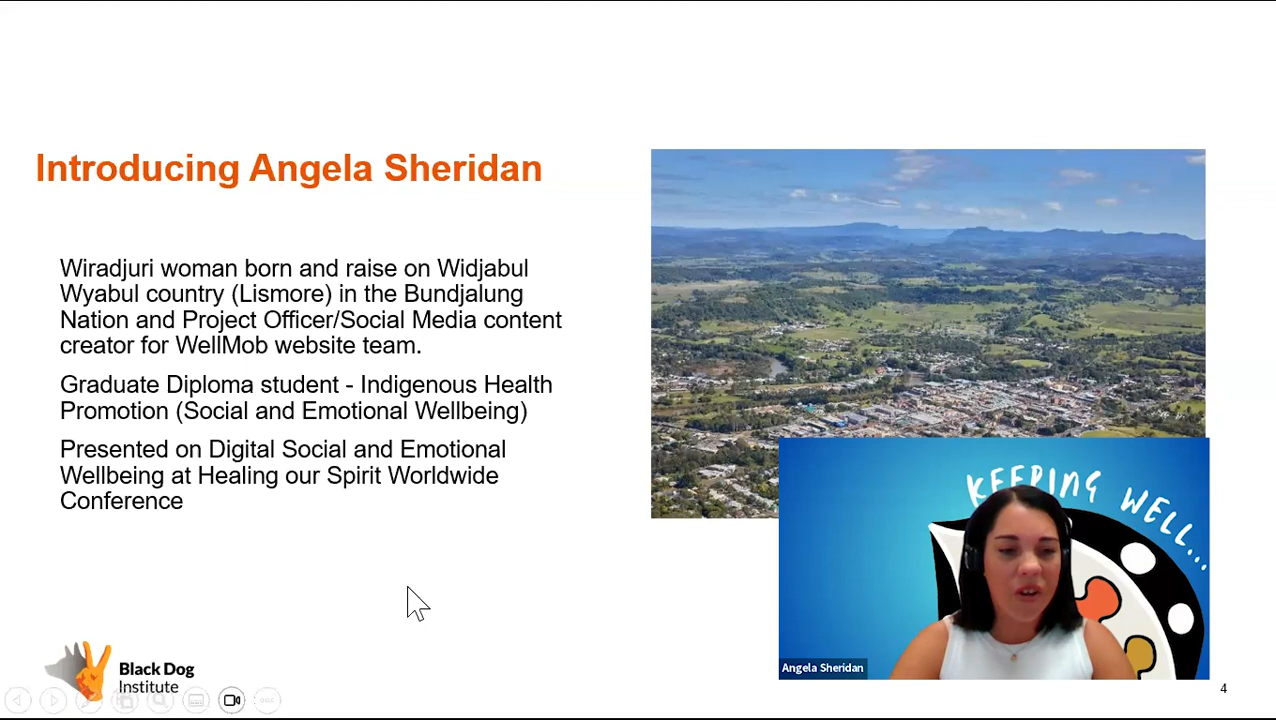 Introducing Angela Sheridan
Wiradjuri woman born and raise on Widjabul
Wyabul country (Lismore) in the Bundjalung
Nation and Project Officer/Social Media content
creator for WellMob website team.
Graduate Diploma student - Indigenous Health
Promotion (Social and Emotional Wellbeing)
Presented on Digital Social and Emotional
Wellbeing at Healing our Spirit Worldwide
Conference
KEEPING WELL...
Angela Sheridan
Black Dog
Institute
4